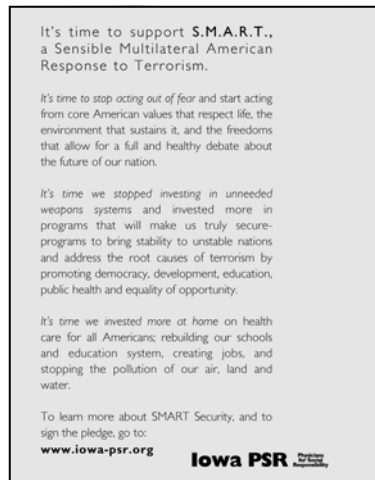 It's time to support S.M.A.R.T.,
a Sensible Multilateral American
Response to Terrorism.
It's time to stop acting out of fear and start acting
from core American values that respect life, the
environment that sustains it, and the freedoms
that allow for a full and healthy debate about
the future of our nation.
It's time we stopped investing in unneeded
weapons systems and invested more in
programs that will make us truly secure-
programs to bring stability to unstable nations
and address the root causes of terrorism by
promoting democracy, development, education,
public health and equality of opportunity.
It's time we invested more at home on health
care for all Americans; rebuilding our schools
and education system, creating jobs, and
stopping the pollution of our air, land and
water.
To learn more about SMART Security, and to
sign the pledge, go to:
www.iowa-psr.org
Iowa PSR Physicians
for Social
Responsibility